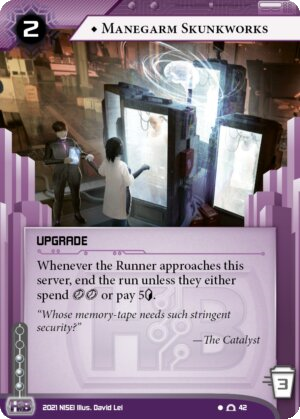 2
Manegarm Skunkworks
UPGRADE
Whenever the Runner approaches this
server, end the run unless they either
spend or pay 5.
“Whose memory-tape needs such stringent
security?”
—The Catalyst
HB
3
2021 NISEI Illus. David Lei
42